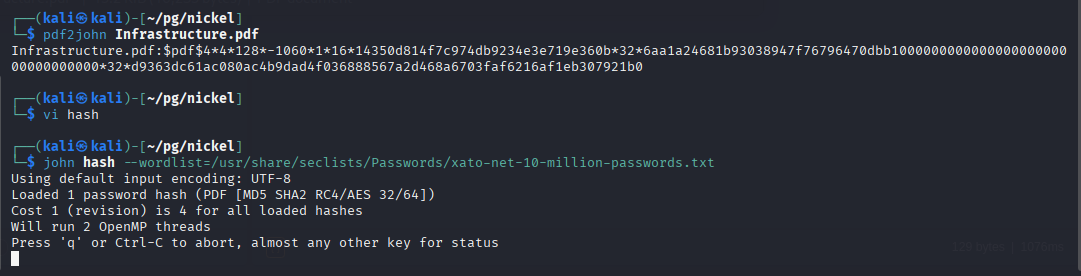 ┌──(kali㉿kali)-[~/pg/nickel]
└─$ pdf2john Infrastructure.pdf
Infrastructure.pdf:$pdf$4*4*128*-1060*1*16*14350d814f7c974db9234e3e719e360b*32*6aa1a24681b93038947f76796470dbb100000000000000000000
00000000000000*32*d9363dc61ac080ac4b9dad4f036888567a2d468a6703faf6216af1eb307921b0
┌──(kali㉿kali)-[~/pg/nickel]
└─$ vi hash
┌──(kali㉿kali)-[~/pg/nickel]
└─$ john hash --wordlist=/usr/share/seclists/Passwords/xato-net-10-million-passwords.txt
Using default input encoding: UTF-8
Loaded 1 password hash (PDF [MD5 SHA2 RC4/AES 32/64])
Cost 1 (revision) is 4 for all loaded hashes
Will run 2 OpenMP threads
Press 'q' or Ctrl-C to abort, almost any other key for status